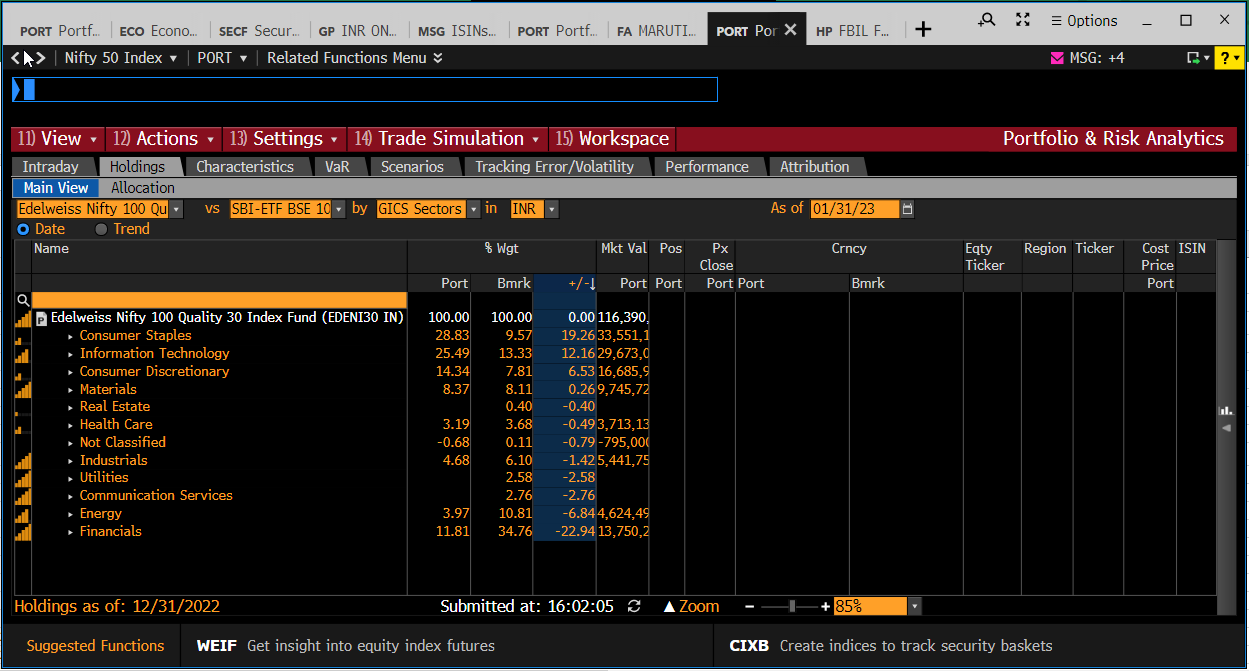 PORT Portf... ECO Econo... SECF Secur... GP INR ON... MSG ISINs... PORT Portf... FA MARUTI... PORT Por HP FBIL F... Options
Nifty 50 Index PORT Related Functions Menu MSG: +4 ?
11) View 12) Actions 13) Settings 14) Trade Simulation 15) Workspace Portfolio & Risk Analytics
Intraday Holdings Characteristics VaR Scenarios Tracking Error/Volatility Performance Attribution
Main View Allocation
Edelweiss Nifty 100 Qu vs SBI-ETF BSE 10 by GICS Sectors in INR As of 01/31/23
Date Trend
Name % Wgt Mkt Val Pos Px Close Crncy Eqty Ticker Region Ticker Cost Price ISIN
Port Bmrk +/-↓ Port Port Port Port Bmrk Port
Edelweiss Nifty 100 Quality 30 Index Fund (EDENI30 IN) 100.00 100.00 0.00 116,390,
Consumer Staples 28.83 9.57 19.26 33,551,1
Information Technology 25.49 13.33 12.16 29,673,0
Consumer Discretionary 14.34 7.81 6.53 16,685,9
Materials 8.37 8.11 0.26 9,745,72
Real Estate 0.40 -0.40
Health Care 3.19 3.68 -0.49 3,713,13
Not Classified -0.68 0.11 -0.79 -795,000
Industrials 4.68 6.10 -1.42 5,441,75
Utilities 2.58 -2.58
Communication Services 2.76 -2.76
Energy 3.97 10.81 -6.84 4,624,49
Financials 11.81 34.76 -22.94 13,750,2
Holdings as of: 12/31/2022 Submitted at: 16:02:05 Zoom − + 85%
Suggested Functions WEIF Get insight into equity index futures CIXB Create indices to track security baskets